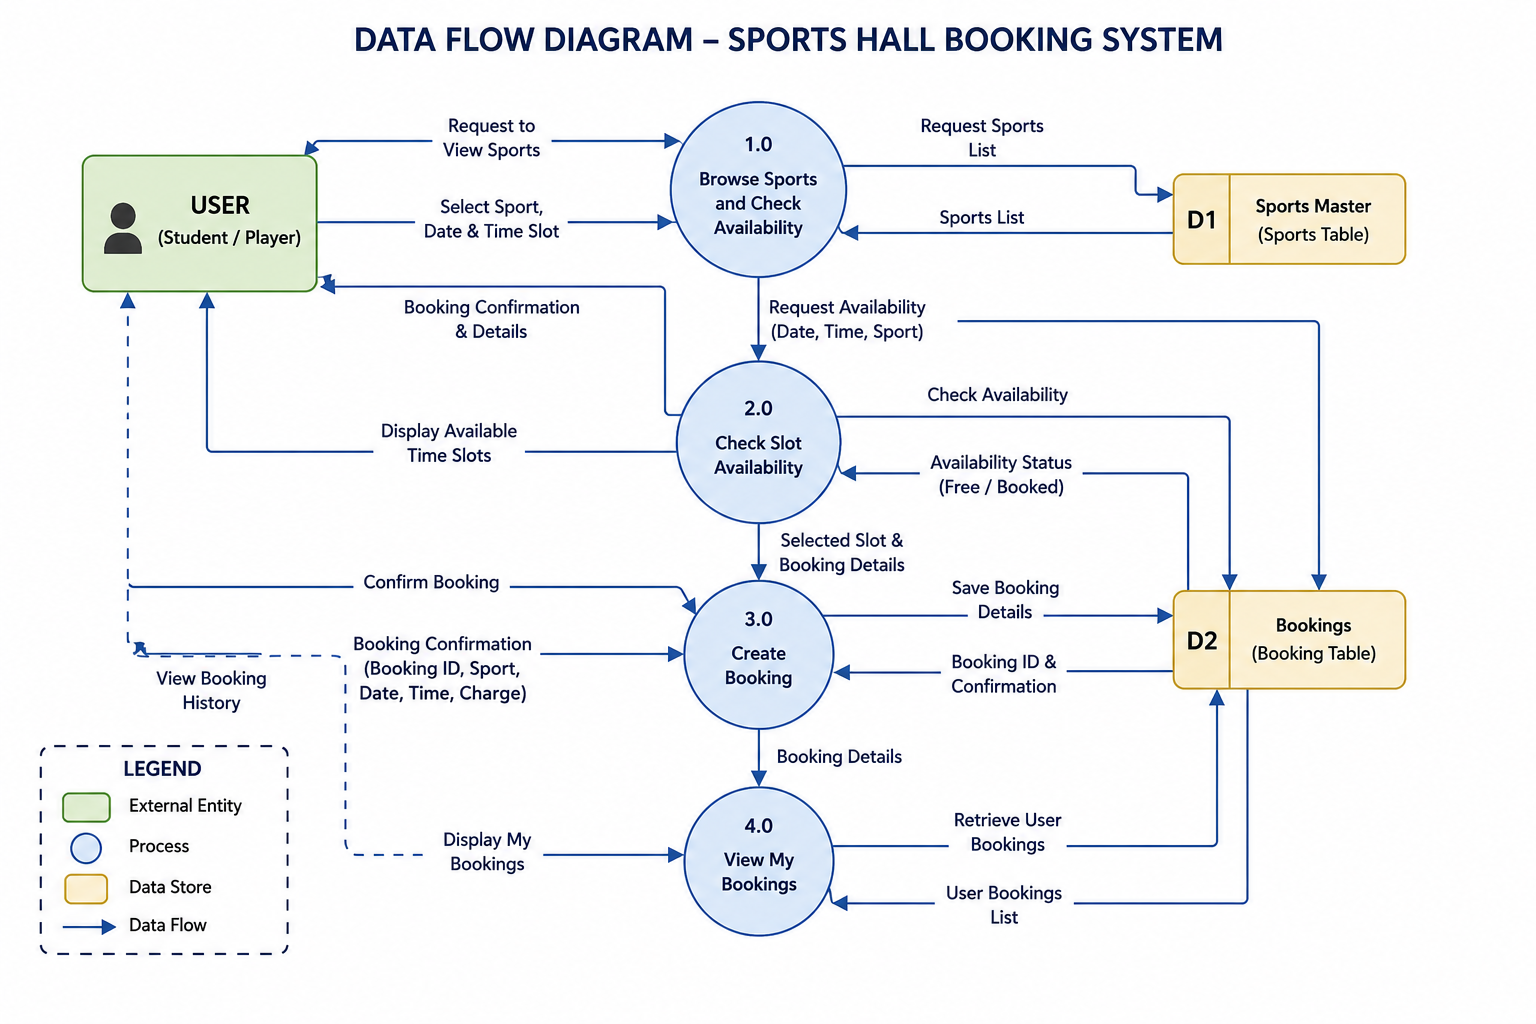 DATA FLOW DIAGRAM – SPORTS HALL BOOKING SYSTEM
Request to
View Sports
1.0
Browse Sports
and Check
Availability
Request Sports
List
USER
(Student / Player)
Select Sport,
Date & Time Slot
Sports List
D1
Sports Master
(Sports Table)
Booking Confirmation
& Details
Request Availability
(Date, Time, Sport)
2.0
Check Slot
Availability
Check Availability
Display Available
Time Slots
Availability Status
(Free / Booked)
Selected Slot &
Booking Details
Confirm Booking
3.0
Create
Booking
Save Booking
Details
D2
Bookings
(Booking Table)
Booking Confirmation
(Booking ID, Sport,
Date, Time, Charge)
Booking ID &
Confirmation
View Booking
History
Booking Details
LEGEND
External Entity
Process
Data Store
Data Flow
Display My
Bookings
4.0
View My
Bookings
Retrieve User
Bookings
User Bookings
List